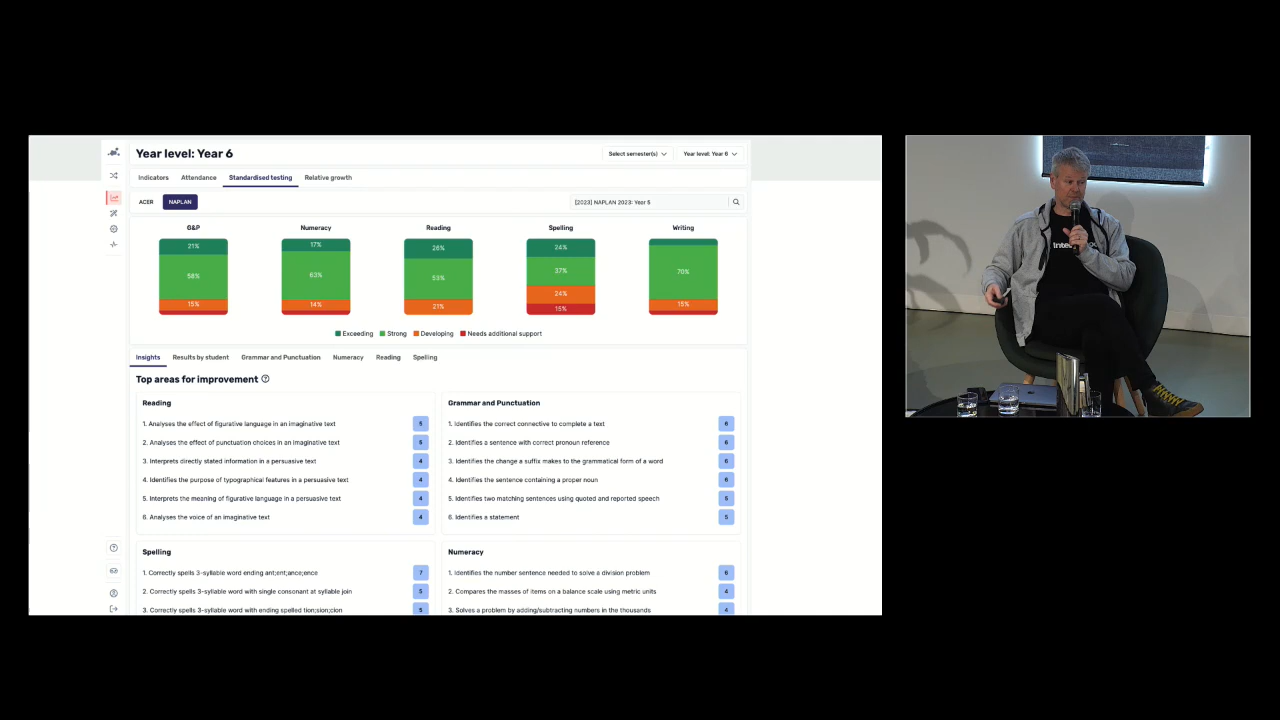 Year level: Year 6
Select semester(s)
Year level: Year 6
Indicators
Attendance
Standardised testing
Relative growth
ACER
NAPLAN
[2023] NAPLAN 2023: Year 5
G&P
Numeracy
Reading
Spelling
Writing
21%
17%
26%
24%
58%
63%
53%
37%
70%
15%
14%
21%
24%
15%
15%
Exceeding
Strong
Developing
Needs additional support
Insights
Results by student
Grammar and Punctuation
Numeracy
Reading
Spelling
Top areas for improvement
Reading
1. Analyses the effect of figurative language in an imaginative text 5
2. Analyses the effect of punctuation choices in an imaginative text 5
3. Interprets directly stated information in a persuasive text 4
4. Identifies the purpose of typographical features in a persuasive text 4
5. Interprets the meaning of figurative language in a persuasive text 4
6. Analyses the voice of an imaginative text 4
Grammar and Punctuation
1. Identifies the correct connective to complete a text 6
2. Identifies a sentence with correct pronoun reference 6
3. Identifies the change a suffix makes to the grammatical form of a word 6
4. Identifies the sentence containing a proper noun 6
5. Identifies two matching sentences using quoted and reported speech 5
6. Identifies a statement 5
Spelling
1. Correctly spells 3-syllable word ending ant;ent;ance;ence 7
2. Correctly spells 3-syllable word with single consonant at syllable join 5
3. Correctly spells 3-syllable word with ending spelled tion;sion;cion 5
Numeracy
1. Identifies the number sentence needed to solve a division problem 6
2. Compares the masses of items on a balance scale using metric units 4
3. Solves a problem by adding/subtracting numbers in the thousands 4